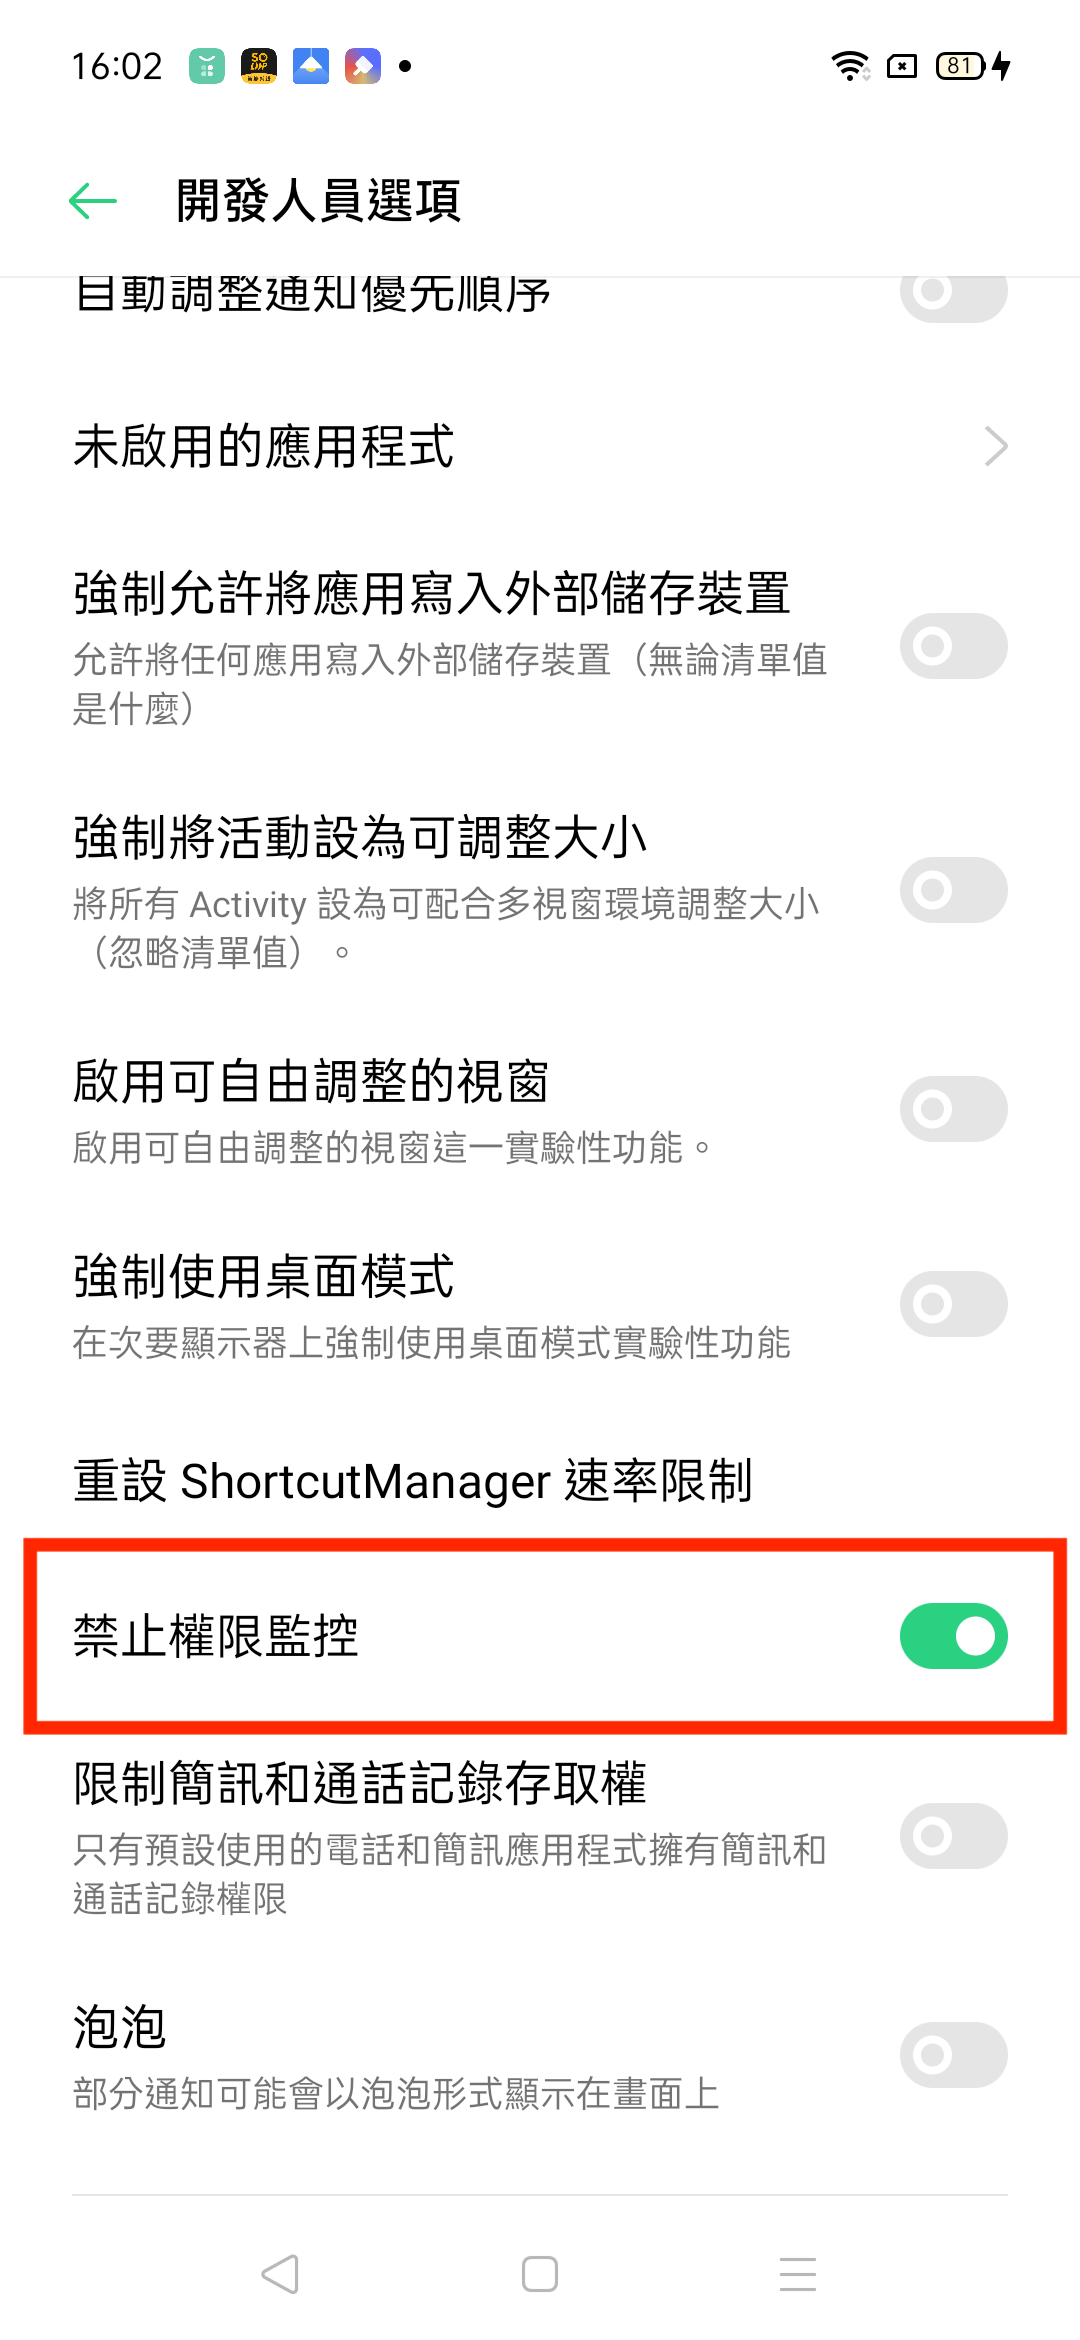 16:02
81
開發人員選項
自動調整通知優先順序
未啟用的應用程式
強制允許將應用寫入外部儲存裝置
允許將任何應用寫入外部儲存裝置（無論清單值
是什麼）
強制將活動設為可調整大小
將所有 Activity 設為可配合多視窗環境調整大小
（忽略清單值）。
啟用可自由調整的視窗
啟用可自由調整的視窗這一實驗性功能。
強制使用桌面模式
在次要顯示器上強制使用桌面模式實驗性功能
重設 ShortcutManager 速率限制
禁止權限監控
限制簡訊和通話記錄存取權
只有預設使用的電話和簡訊應用程式擁有簡訊和
通話記錄權限
泡泡
部分通知可能會以泡泡形式顯示在畫面上